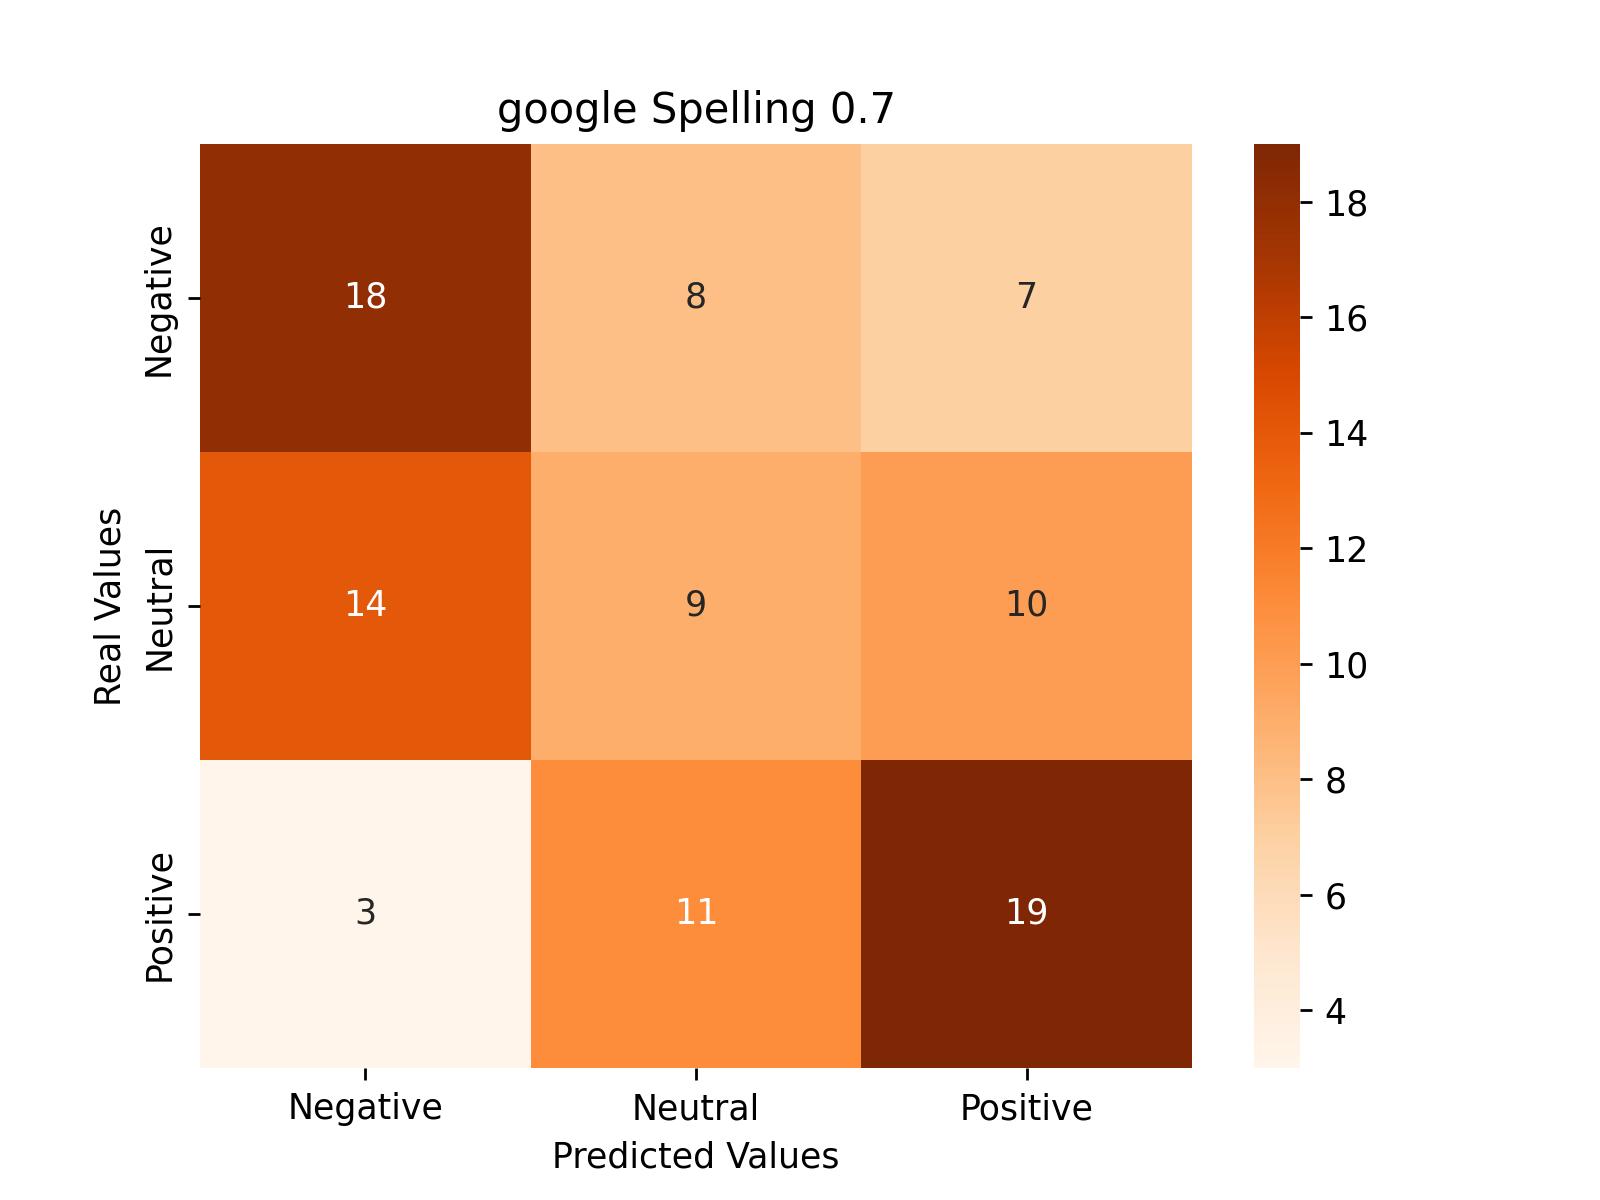 google Spelling 0.7
Real Values
Negative
18 8 7
Neutral
14 9 10
Positive
3 11 19
Negative Neutral Positive
Predicted Values
18
16
14
12
10
8
6
4